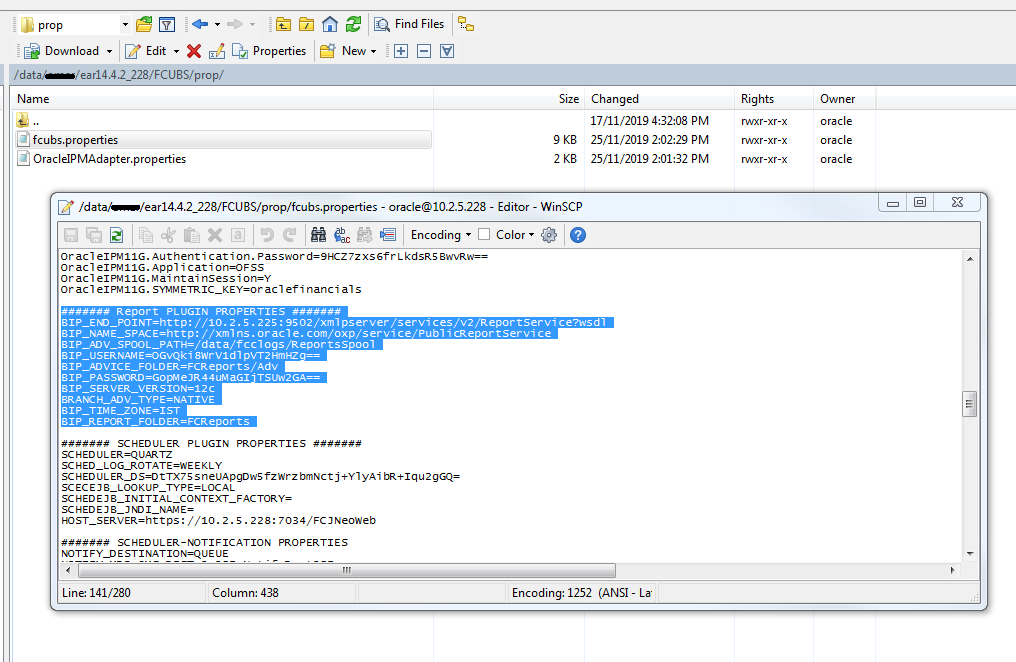 prop
Find Files
Download
Edit
Properties
New
/data/ /ear14.4.2_228/FCUBS/prop/
Name Size Changed Rights Owner
.. 17/11/2019 4:32:08 PM rwxr-xr-x oracle
fcubs.properties 9 KB 25/11/2019 2:02:29 PM rwxr-xr-x oracle
OracleIPMAdapter.properties 2 KB 25/11/2019 2:01:32 PM rwxr-xr-x oracle
/data/ /ear14.4.2_228/FCUBS/prop/fcubs.properties - oracle@10.2.5.228 - Editor - WinSCP
Encoding Color
OracleIPM11G.Authentication.Password=9HCZ7zxs6frLkdsR5BwvRw==
OracleIPM11G.Application=OFSS
OracleIPM11G.MaintainSession=Y
OracleIPM11G.SYMMETRIC_KEY=oraclefinancials
####### Report PLUGIN PROPERTIES #######
BIP_END_POINT=http://10.2.5.225:9502/xmlpserver/services/v2/ReportService?wsdl
BIP_NAME_SPACE=http://xmlns.oracle.com/oxp/service/PublicReportService
BIP_ADV_SPOOL_PATH=/data/fcclogs/ReportsSpool
BIP_USERNAME=OGvQki8WrV1dlpVT2HmHZg==
BIP_ADVICE_FOLDER=FCReports/Adv
BIP_PASSWORD=GopMeJR44uMaGIjTSUw2GA==
BIP_SERVER_VERSION=12c
BRANCH_ADV_TYPE=NATIVE
BIP_TIME_ZONE=IST
BIP_REPORT_FOLDER=FCReports
####### SCHEDULER PLUGIN PROPERTIES #######
SCHEDULER=QUARTZ
SCHED_LOG_ROTATE=WEEKLY
SCHEDULER_DS=DtTX75sneUApgDw5fzWrzbmNctj+YlyAibR+Iqu2gGQ=
SCECEJB_LOOKUP_TYPE=LOCAL
SCHEDEJB_INITIAL_CONTEXT_FACTORY=
SCHEDEJB_JNDI_NAME=
HOST_SERVER=https://10.2.5.228:7034/FCJNeoWeb
####### SCHEDULER-NOTIFICATION PROPERTIES
NOTIFY_DESTINATION=QUEUE
Line: 141/280 Column: 438 Encoding: 1252 (ANSI - La